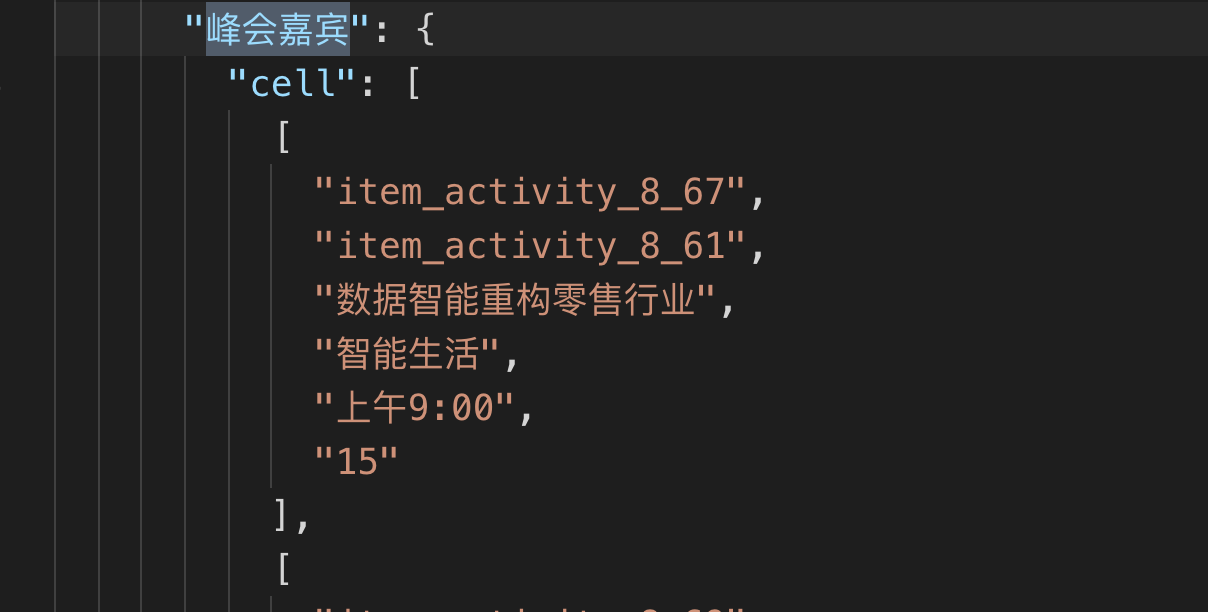 "峰会嘉宾": {
"cell": [
[
"item_activity_8_67",
"item_activity_8_61",
"数据智能重构零售行业",
"智能生活",
"上午9:00",
"15"
],
[